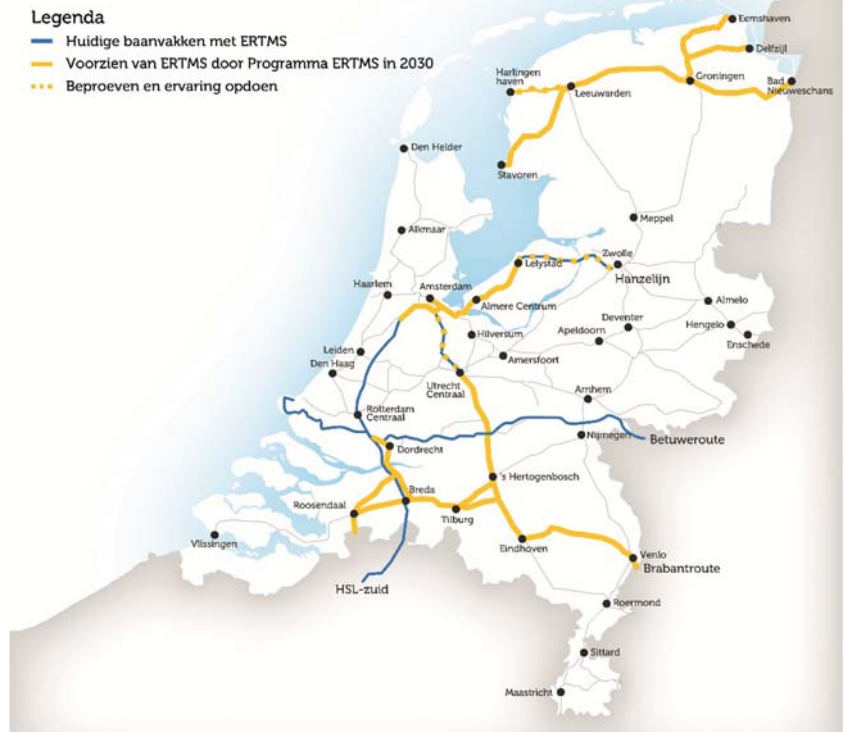 Legenda
Huidige baanvakken met ERTMS
Voorzien van ERTMS door Programma ERTMS in 2030
Beproeven en ervaring opdoen
Eemshaven
Delfzijl
Harlingen
haven
Leeuwarden
Groningen
Bad
Nieuweschans
Den Helder
Stavoren
Meppel
Alkmaar
Lelystad
Zwolle
Hanzelijn
Haarlem
Amsterdam
Almere Centrum
Almelo
Hilversum
Deventer
Apeldoorn
Hengelo
Enschede
Leiden
Den Haag
Amersfoort
Utrecht
Centraal
Arnhem
Rotterdam
Centraal
Nijmegen
Betuweroute
Dordrecht
's Hertogenbosch
Breda
Roosendaal
Tilburg
Vlissingen
Eindhoven
Venlo
Brabantroute
HSL-zuid
Roermond
Sittard
Maastricht